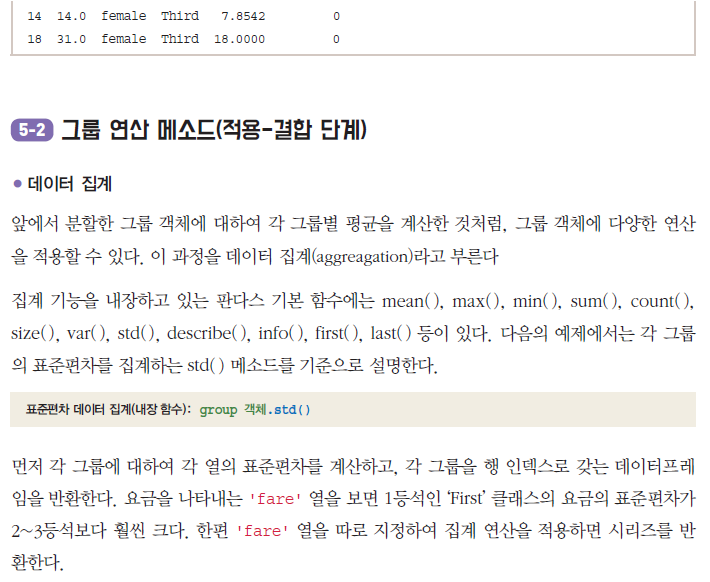 14 14.0 female Third 7.8542 0
18 31.0 female Third 18.0000 0
5-2 그룹 연산 메소드(적용-결합 단계)
● 데이터 집계
앞에서 분할한 그룹 객체에 대하여 각 그룹별 평균을 계산한 것처럼, 그룹 객체에 다양한 연산
을 적용할 수 있다. 이 과정을 데이터 집계(aggreagation)라고 부른다
집계 기능을 내장하고 있는 판다스 기본 함수에는 mean( ), max( ), min( ), sum( ), count( ),
size( ), var( ), std( ), describe( ), info( ), first( ), last( ) 등이 있다. 다음의 예제에서는 각 그룹
의 표준편차를 집계하는 std( ) 메소드를 기준으로 설명한다.
표준편차 데이터 집계(내장 함수): group 객체.std()
먼저 각 그룹에 대하여 각 열의 표준편차를 계산하고, 각 그룹을 행 인덱스로 갖는 데이터프레
임을 반환한다. 요금을 나타내는 'fare' 열을 보면 1등석인 ‘First’ 클래스의 요금의 표준편차가
2~3등석보다 훨씬 크다. 한편 'fare' 열을 따로 지정하여 집계 연산을 적용하면 시리즈를 반
환한다.